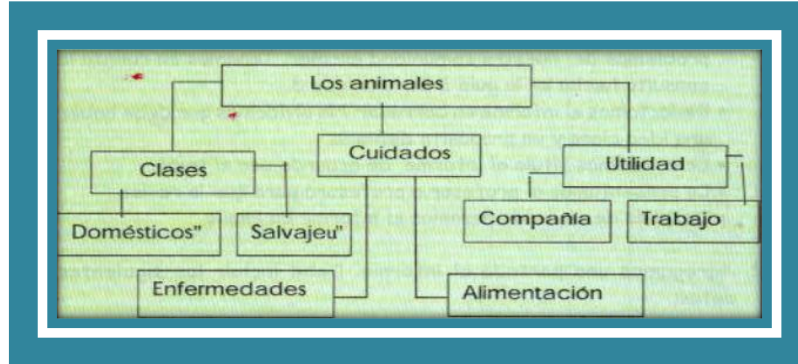 Los animales
Clases
Cuidados
Utilidad
Domésticos"
Salvajeu"
Compañía
Trabajo
Enfermedades
Alimentación